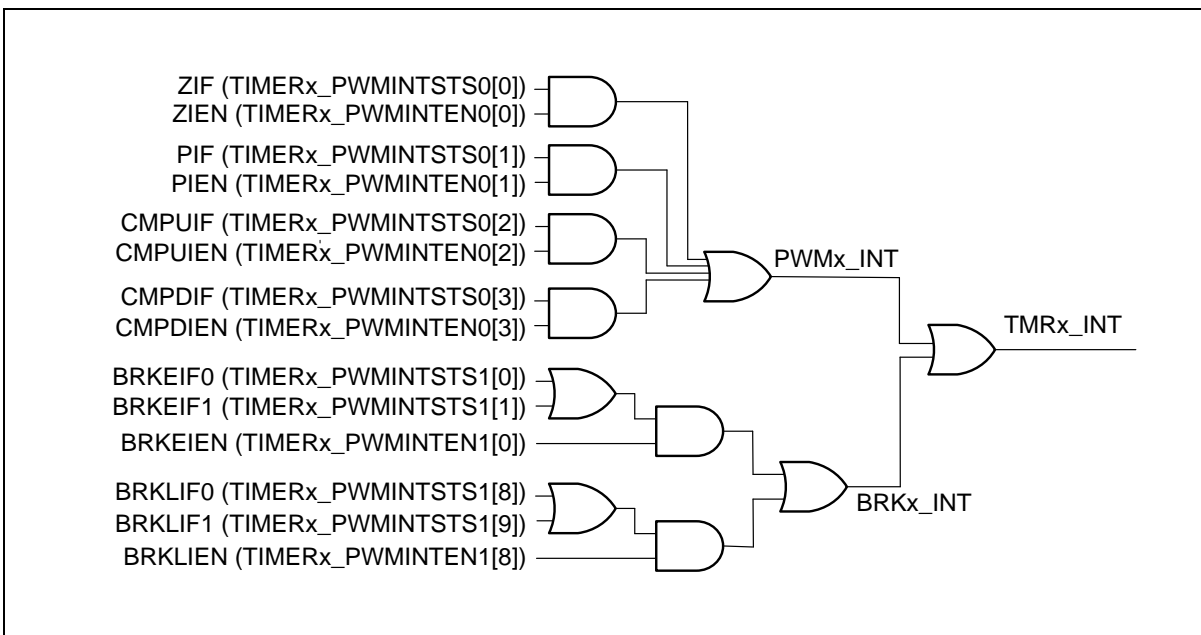 ZIF (TIMERx_PWMINTSTS0[0])
ZIEN (TIMERx_PWMINTEN0[0])
PIF (TIMERx_PWMINTSTS0[1])
PIEN (TIMERx_PWMINTEN0[1])
CMPUIF (TIMERx_PWMINTSTS0[2])
CMPUIEN (TIMERx_PWMINTEN0[2])
CMPDIF (TIMERx_PWMINTSTS0[3])
CMPDIEN (TIMERx_PWMINTEN0[3])
PWMx_INT
TMRx_INT
BRKEIF0 (TIMERx_PWMINTSTS1[0])
BRKEIF1 (TIMERx_PWMINTSTS1[1])
BRKEIEN (TIMERx_PWMINTEN1[0])
BRKLIF0 (TIMERx_PWMINTSTS1[8])
BRKLIF1 (TIMERx_PWMINTSTS1[9])
BRKLIEN (TIMERx_PWMINTEN1[8])
BRKx_INT